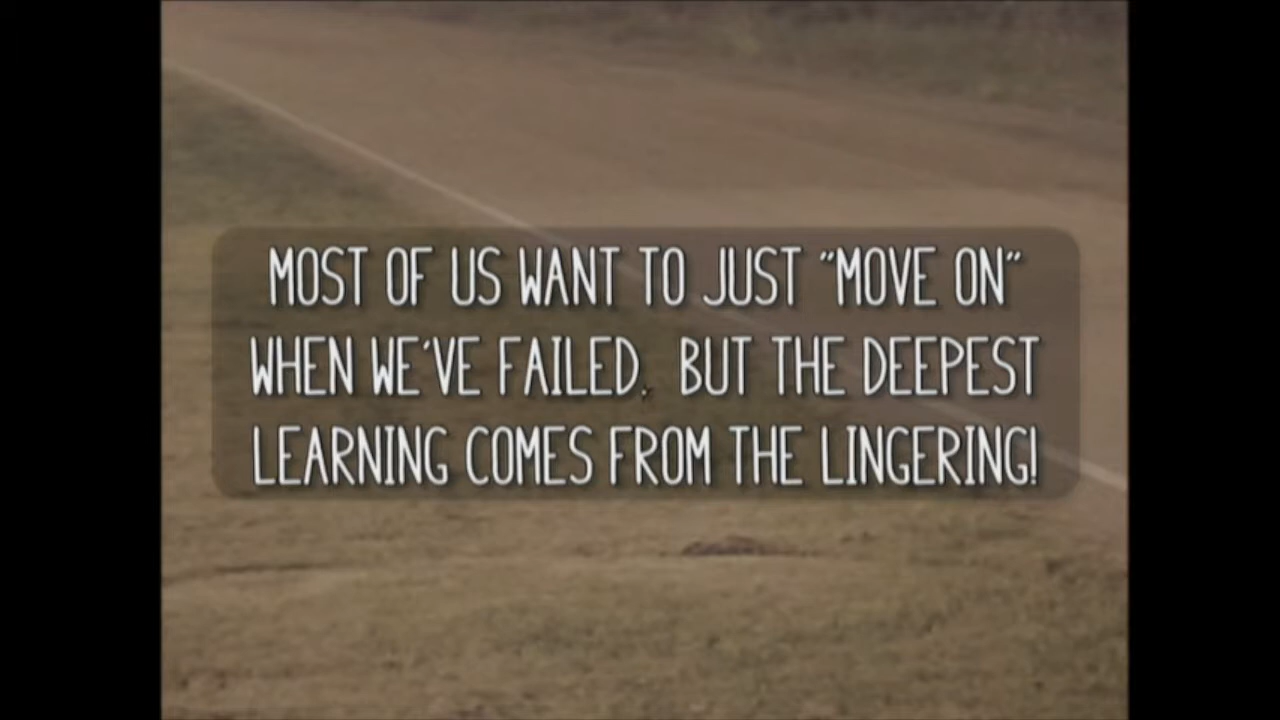 MOST OF US WANT TO JUST "MOVE ON"
WHEN WE'VE FAILED. BUT THE DEEPEST
LEARNING COMES FROM THE LINGERING!